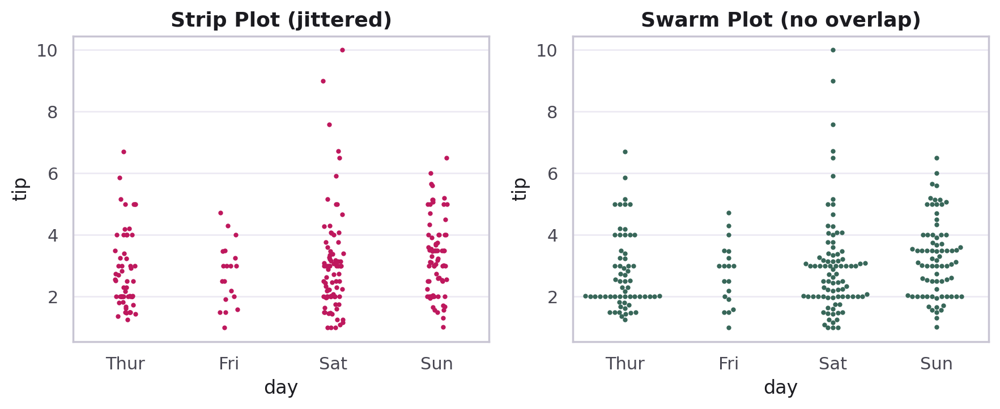 Strip Plot (jittered)
10
8
6
4
2
tip
Thur Fri Sat Sun
day
Swarm Plot (no overlap)
10
8
6
4
2
tip
Thur Fri Sat Sun
day